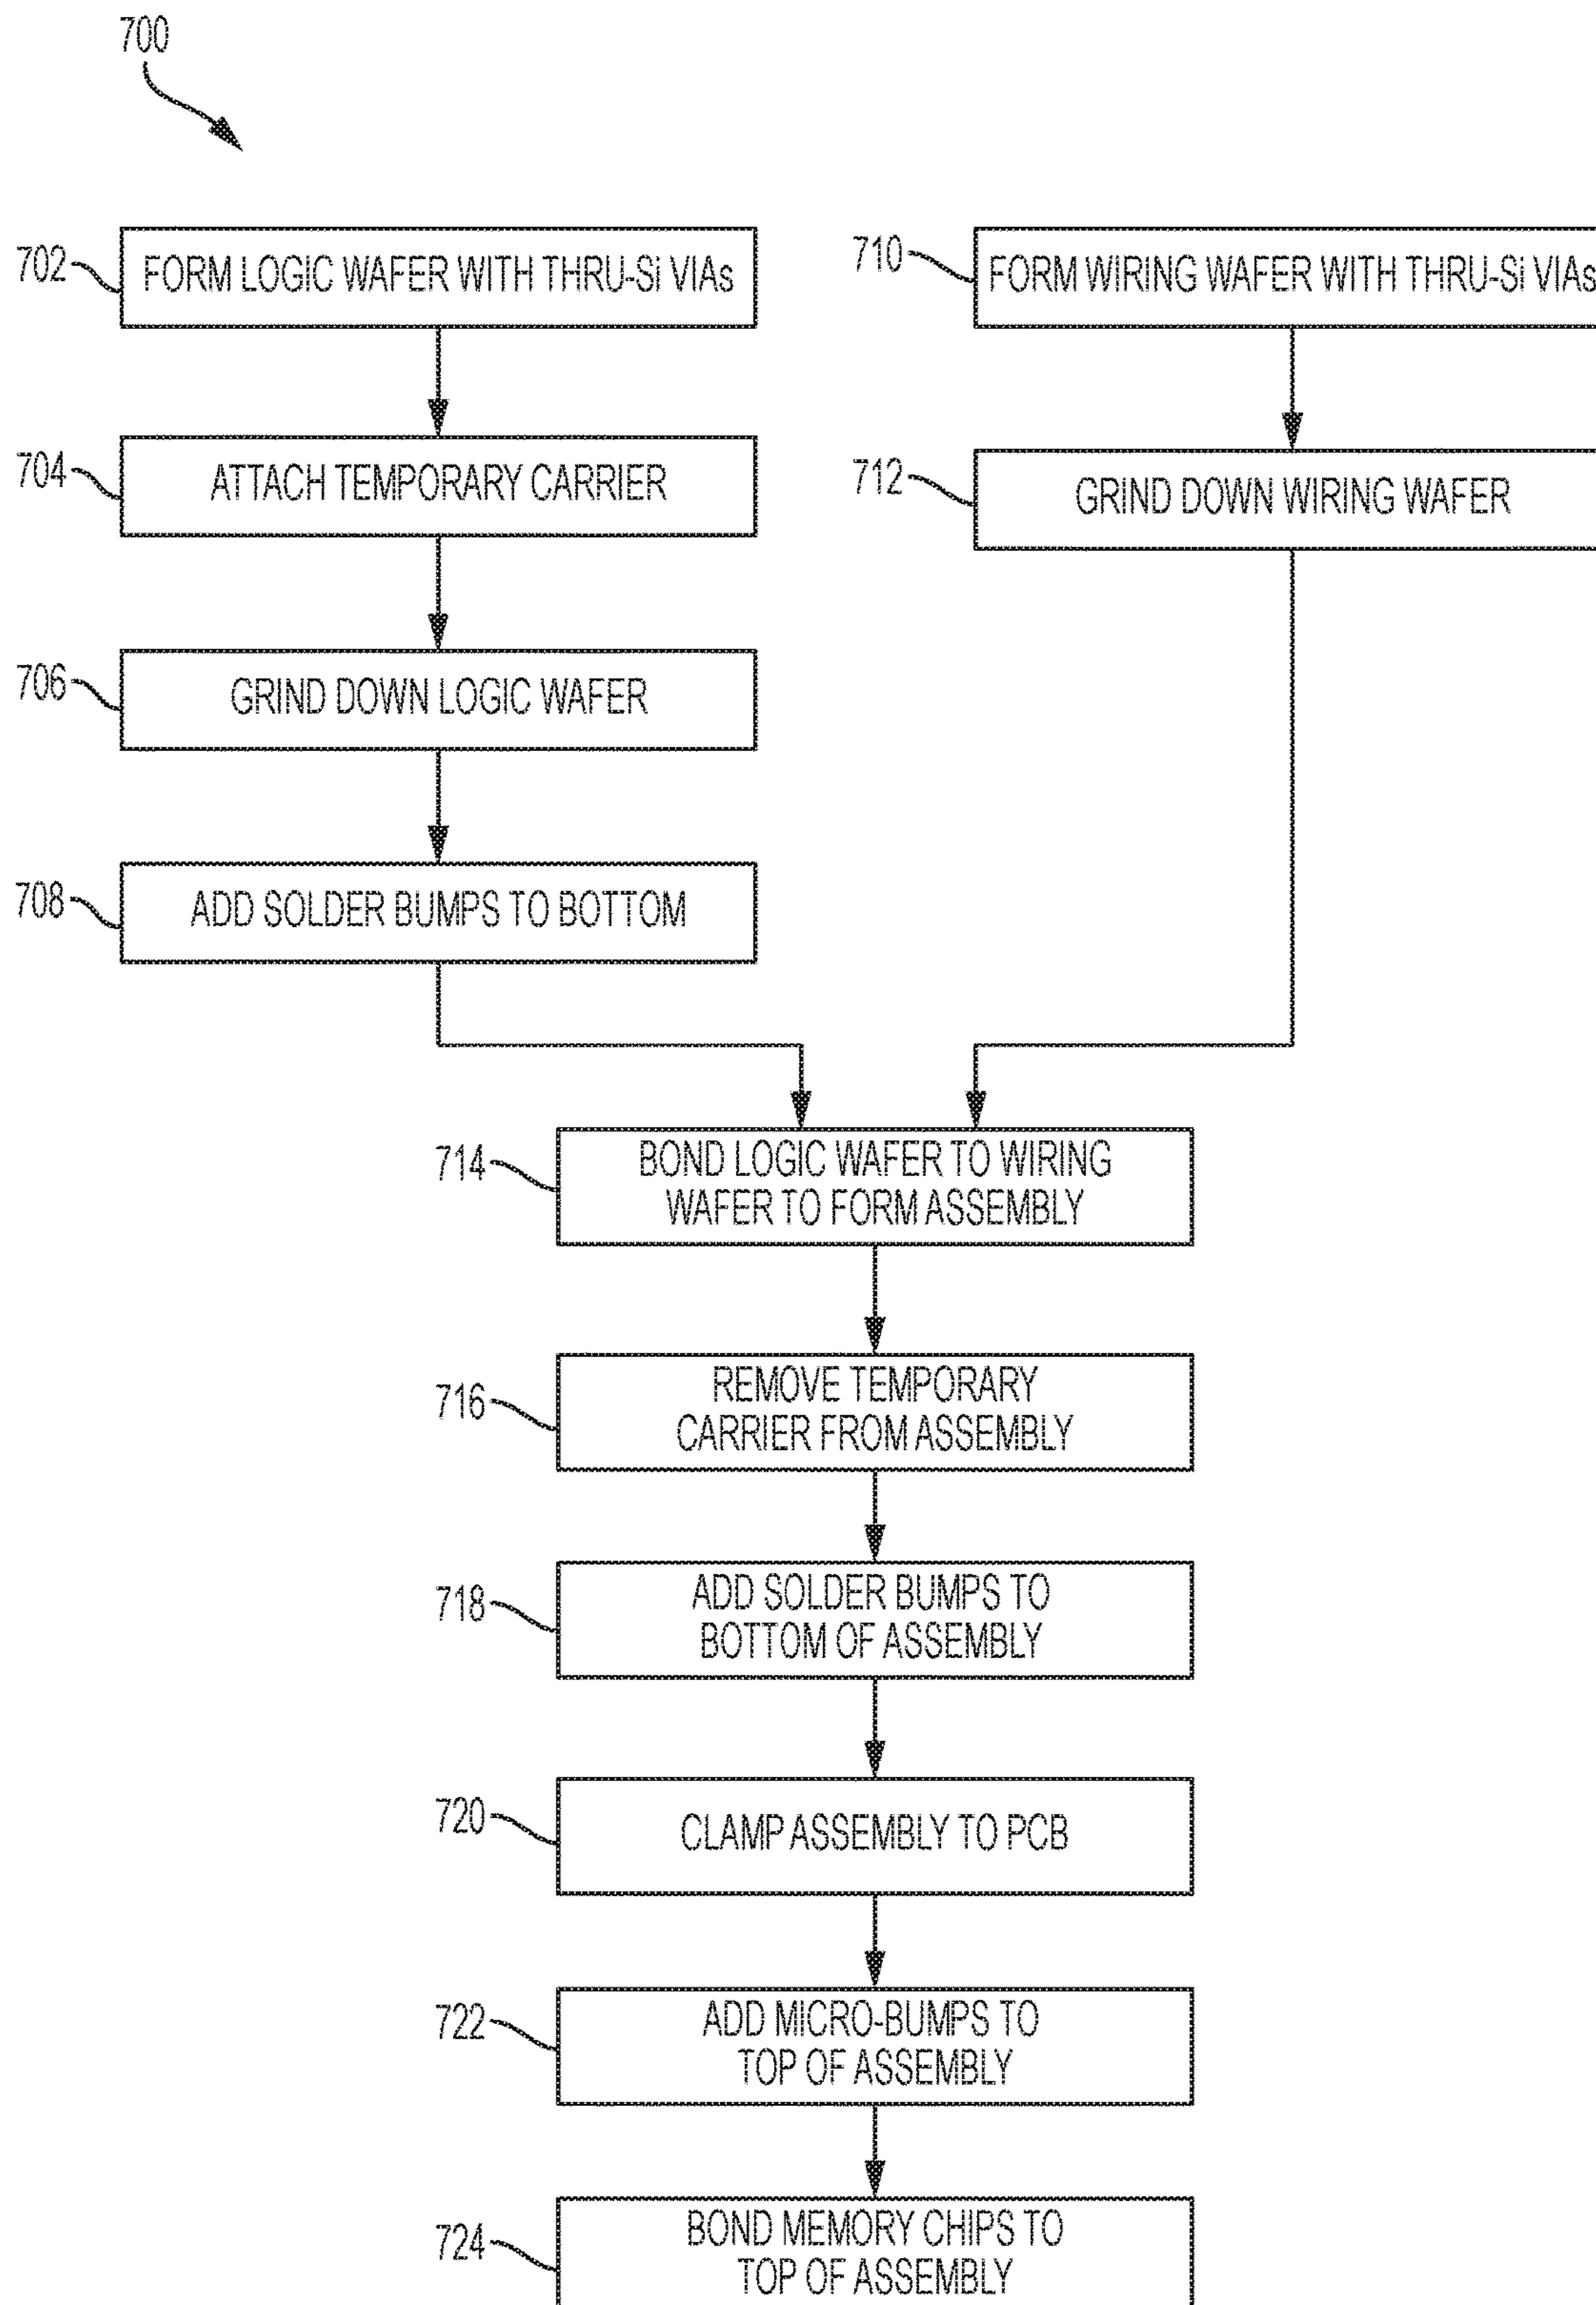 700
702
FORM LOGIC WAFER WITH THRU-Si VIAs
704
ATTACH TEMPORARY CARRIER
706
GRIND DOWN LOGIC WAFER
708
ADD SOLDER BUMPS TO BOTTOM
710
FORM WIRING WAFER WITH THRU-Si VIAs
712
GRIND DOWN WIRING WAFER
714
BOND LOGIC WAFER TO WIRING
WAFER TO FORM ASSEMBLY
716
REMOVE TEMPORARY
CARRIER FROM ASSEMBLY
718
ADD SOLDER BUMPS TO
BOTTOM OF ASSEMBLY
720
CLAMP ASSEMBLY TO PCB
722
ADD MICRO-BUMPS TO
TOP OF ASSEMBLY
724
BOND MEMORY CHIPS TO
TOP OF ASSEMBLY